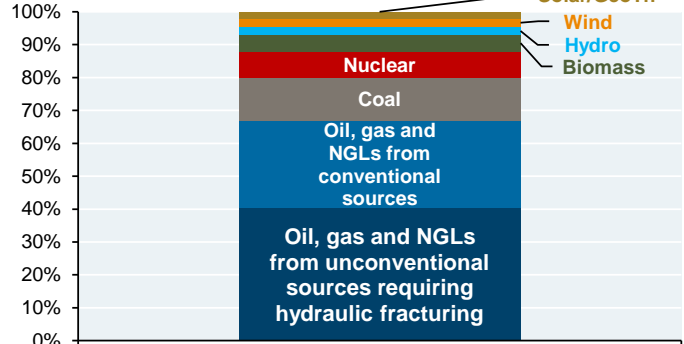 100%
90%
80%
70%
60%
50%
40%
30%
20%
10%
0%
Wind
Hydro
Biomass
Nuclear
Coal
Oil, gas and
NGLs from
conventional
sources
Oil, gas and NGLs
from unconventional
sources requiring
hydraulic fracturing